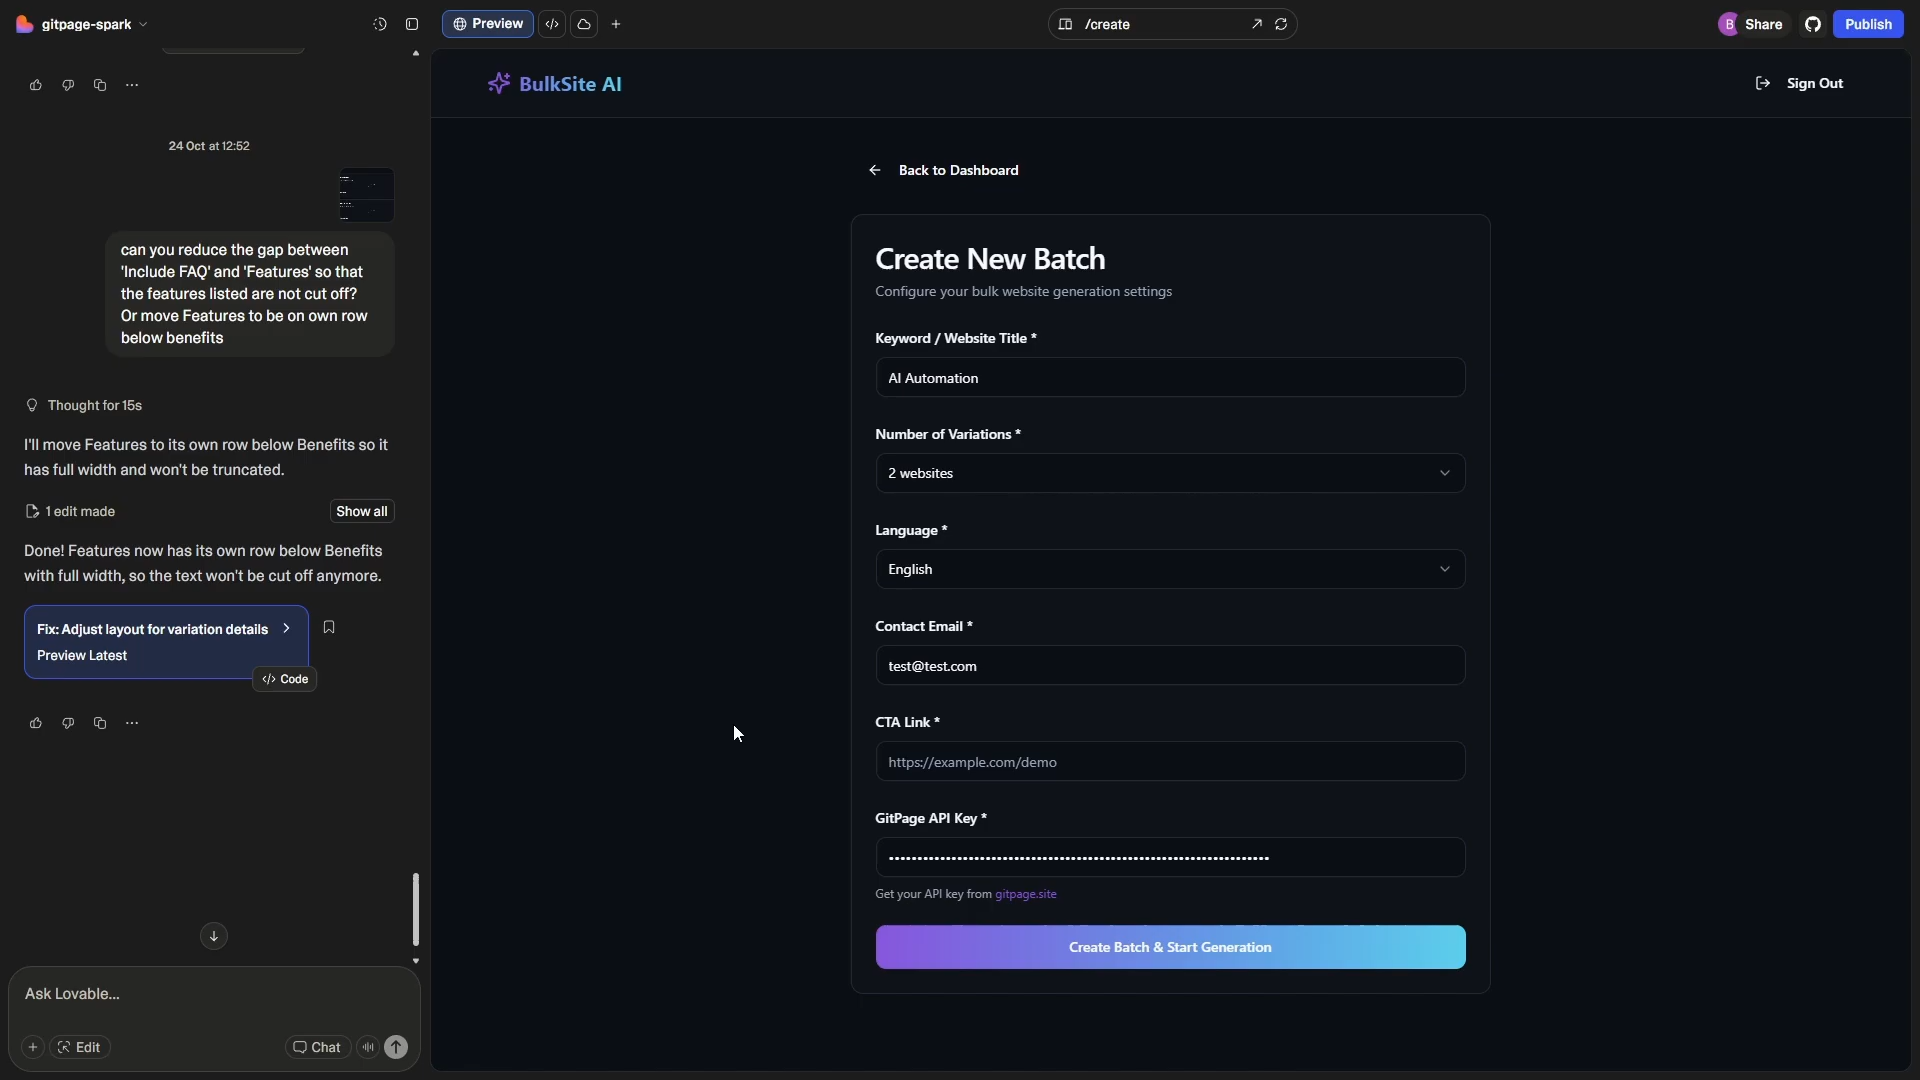 gitpage-spark
Preview
/create
B
Share
Publish
24 Oct at 12:52
can you reduce the gap between
'Include FAQ' and 'Features' so that
the features listed are not cut off?
Or move Features to be on own row
below benefits
Thought for 15s
I'll move Features to its own row below Benefits so it
has full width and won't be truncated.
1 edit made
Show all
Done! Features now has its own row below Benefits
with full width, so the text won't be cut off anymore.
Fix: Adjust layout for variation details
Preview Latest
</> Code
Ask Lovable...
Edit
Chat
BulkSite AI
Sign Out
Back to Dashboard
Create New Batch
Configure your bulk website generation settings
Keyword / Website Title *
AI Automation
Number of Variations *
2 websites
Language *
English
Contact Email *
test@test.com
CTA Link *
https://example.com/demo
GitPage API Key *
Get your API key from gitpage.site
Create Batch & Start Generation